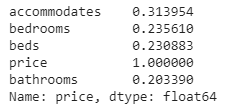 accommodates    0.313954
bedrooms        0.235610
beds            0.230883
price           1.000000
bathrooms       0.203390
Name: price, dtype: float64